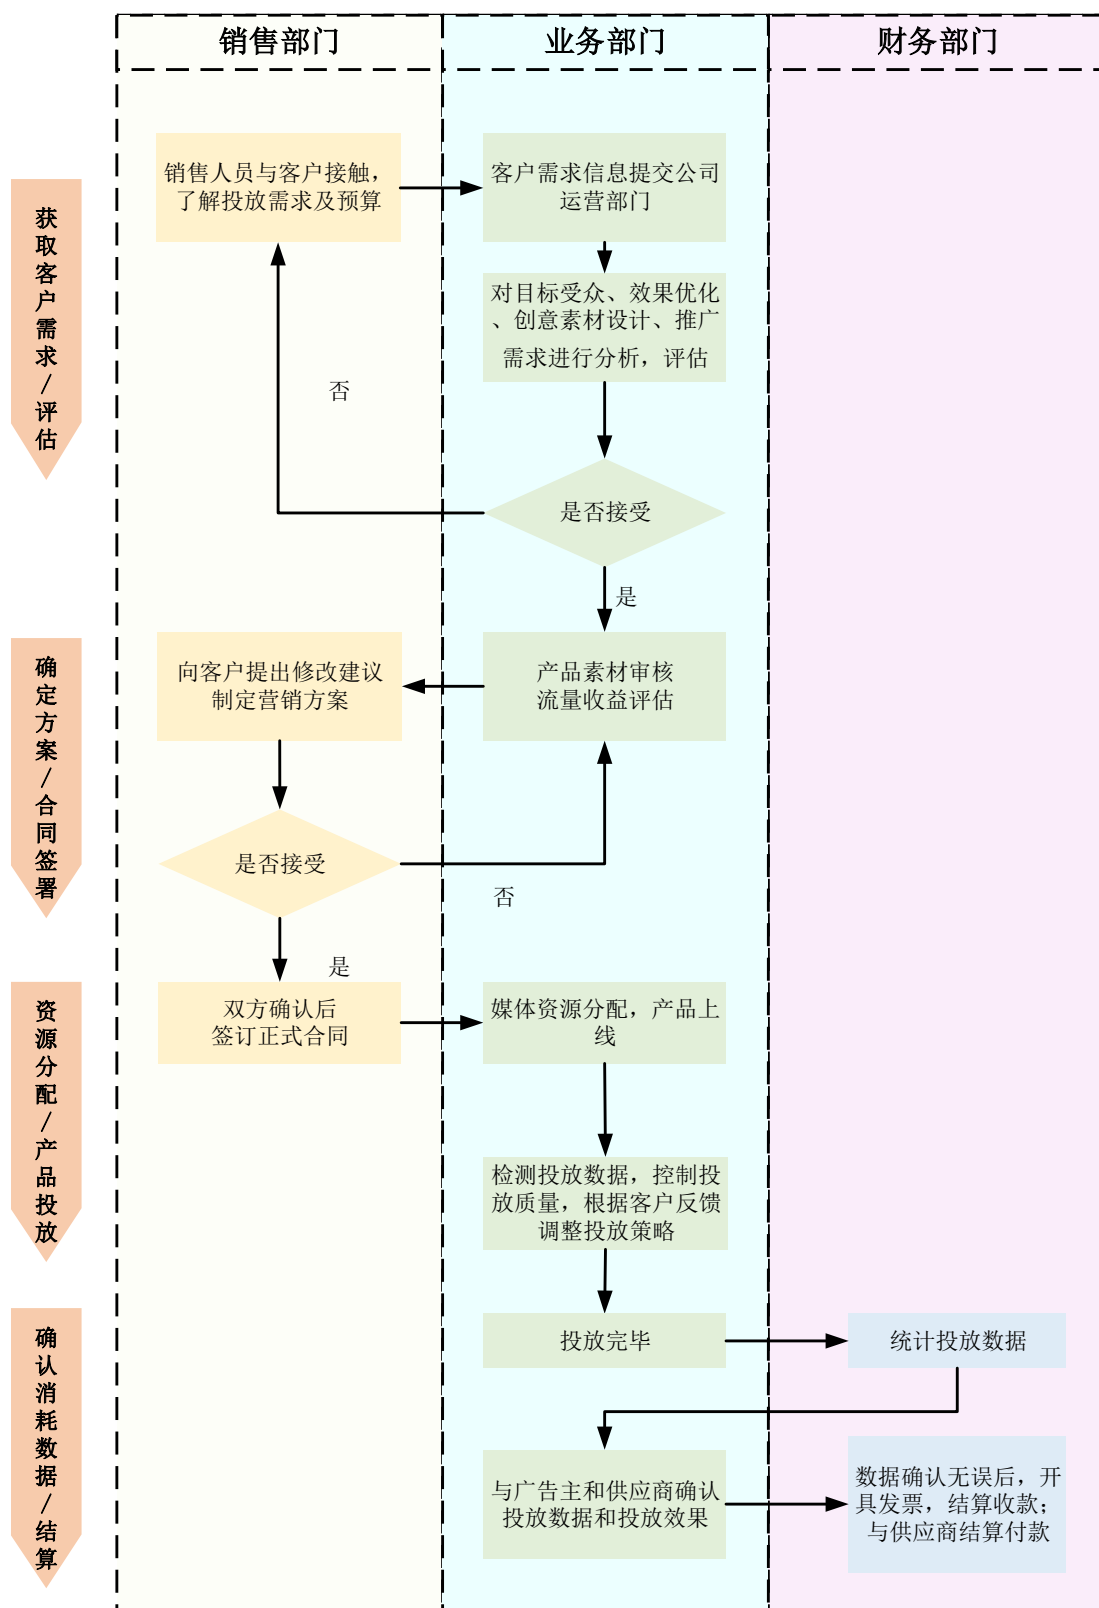 销售部门
业务部门
财务部门
获取客户需求/评估
销售人员与客户接触，
了解投放需求及预算
客户需求信息提交公司
运营部门
对目标受众、效果优化
、创意素材设计、推广
需求进行分析，评估
否
是否接受
是
确定方案/合同签署
向客户提出修改建议
制定营销方案
产品素材审核
流量收益评估
是否接受
否
是
资源分配/产品投放
双方确认后
签订正式合同
媒体资源分配，产品上
线
检测投放数据，控制投
放质量，根据客户反馈
调整投放策略
确认消耗数据/结算
投放完毕
统计投放数据
与广告主和供应商确认
投放数据和投放效果
数据确认无误后，开
具发票，结算收款；
与供应商结算付款